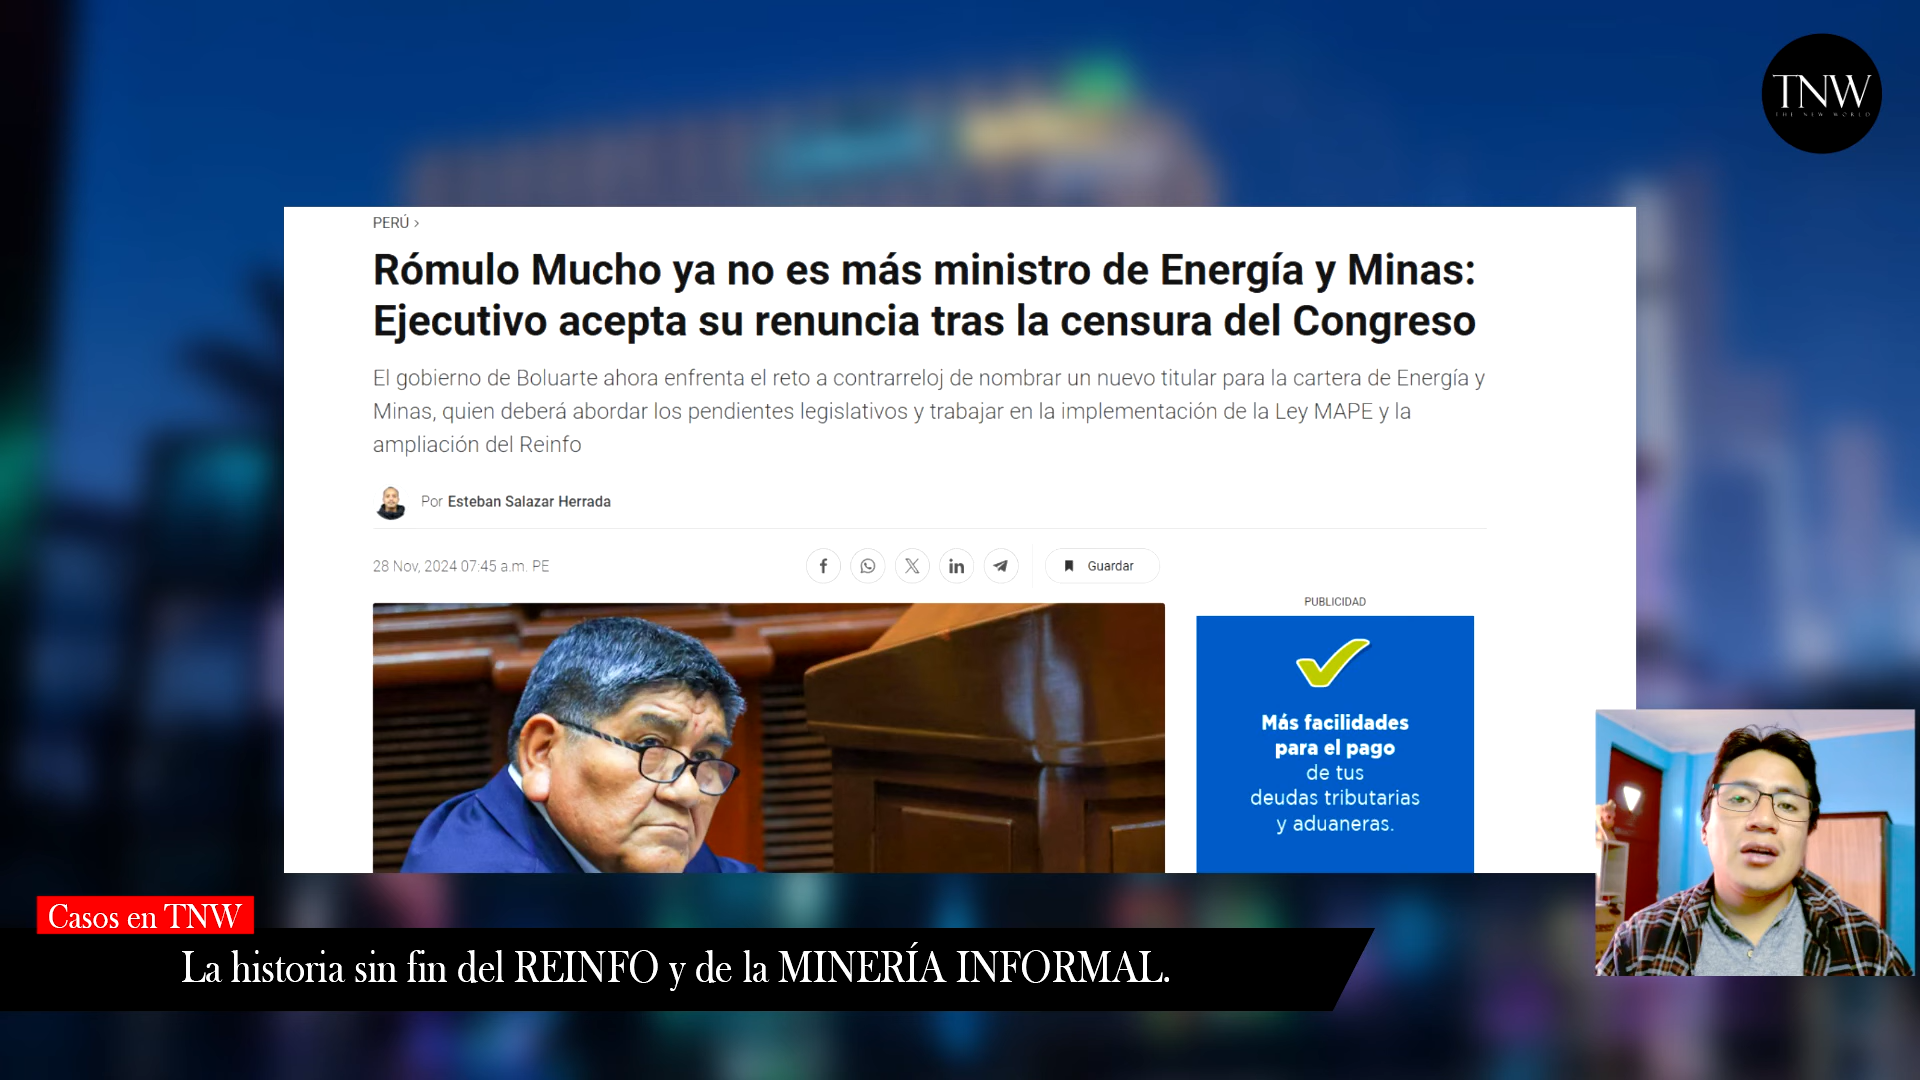 TNW
THE NEW WORLD
PERÚ >
Rómulo Mucho ya no es más ministro de Energía y Minas:
Ejecutivo acepta su renuncia tras la censura del Congreso
El gobierno de Boluarte ahora enfrenta el reto a contrarreloj de nombrar un nuevo titular para la cartera de Energía y
Minas, quien deberá abordar los pendientes legislativos y trabajar en la implementación de la Ley MAPE y la
ampliación del Reinfo
Por Esteban Salazar Herrada
28 Nov, 2024 07:45 a.m. PE
Guardar
PUBLICIDAD
Más facilidades
para el pago
de tus
deudas tributarias
y aduaneras.
Casos en TNW
La historia sin fin del REINFO y de la MINERÍA INFORMAL.